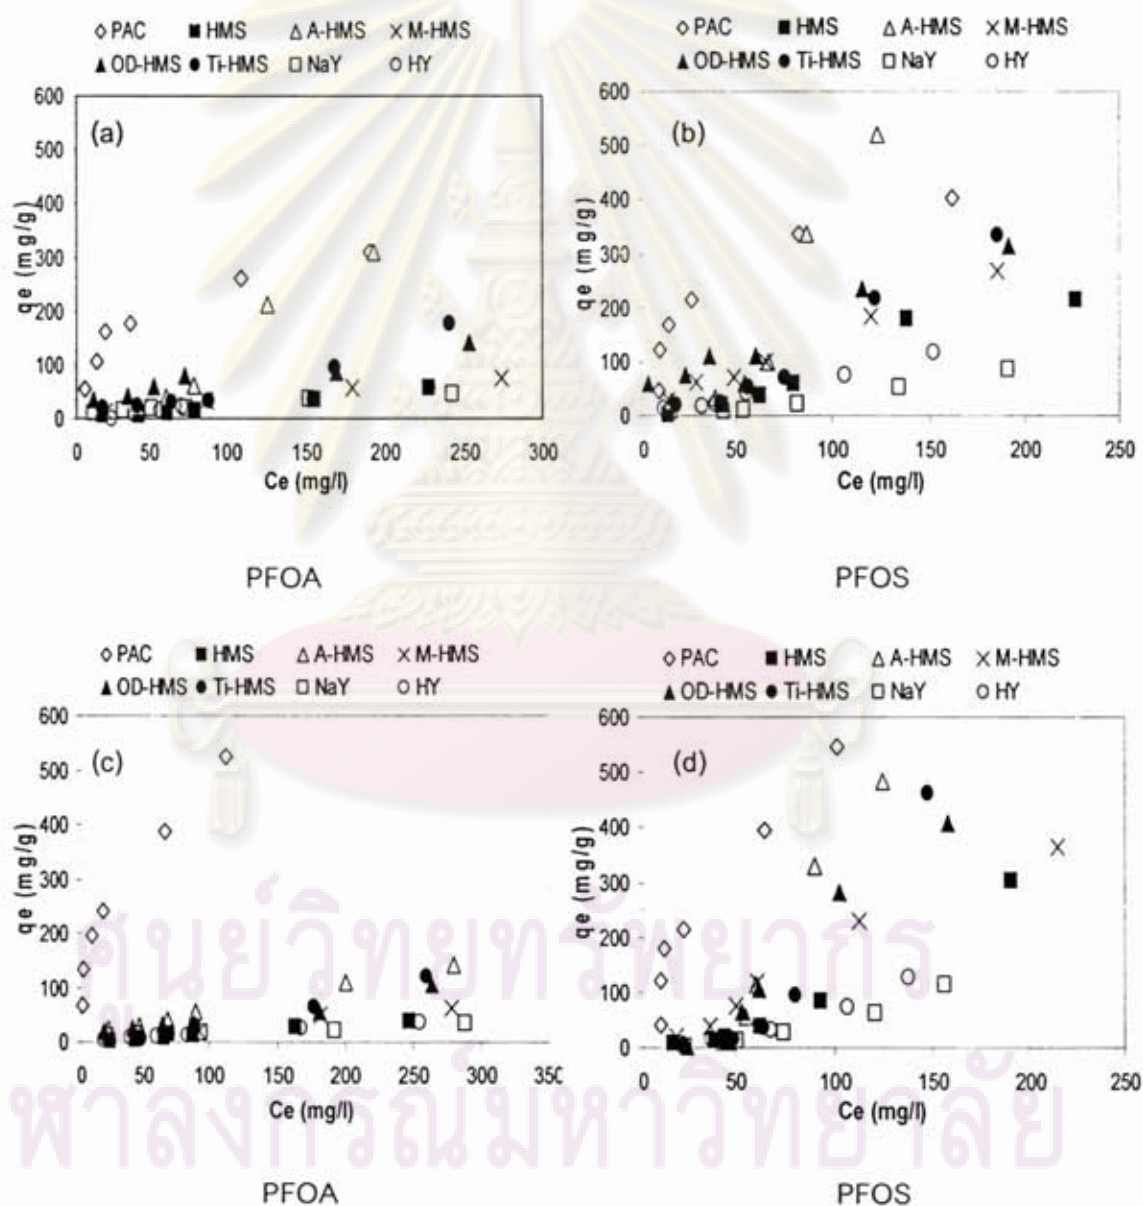 ◇ PAC ■ HMS △ A-HMS × M-HMS
▲ OD-HMS ● Ti-HMS □ NaY ○ HY
(a)
qe (mg/g)
600
500
400
300
200
100
0
0 50 100 150 200 250 300
Ce (mg/l)
PFOA
◇ PAC ■ HMS △ A-HMS × M-HMS
▲ OD-HMS ● Ti-HMS □ NaY ○ HY
(b)
qe (mg/g)
600
500
400
300
200
100
0
0 50 100 150 200 250
Ce (mg/l)
PFOS
◇ PAC ■ HMS △ A-HMS × M-HMS
▲ OD-HMS ● Ti-HMS □ NaY ○ HY
(c)
qe (mg/g)
600
500
400
300
200
100
0
0 50 100 150 200 250 300 350
Ce (mg/l)
PFOA
◇ PAC ■ HMS △ A-HMS × M-HMS
▲ OD-HMS ● Ti-HMS □ NaY ○ HY
(d)
qe (mg/g)
600
500
400
300
200
100
0
0 50 100 150 200 250
Ce (mg/l)
PFOS
ศูนย์วิทยทรัพยากร
จุฬาลงกรณ์มหาวิทยาลัย